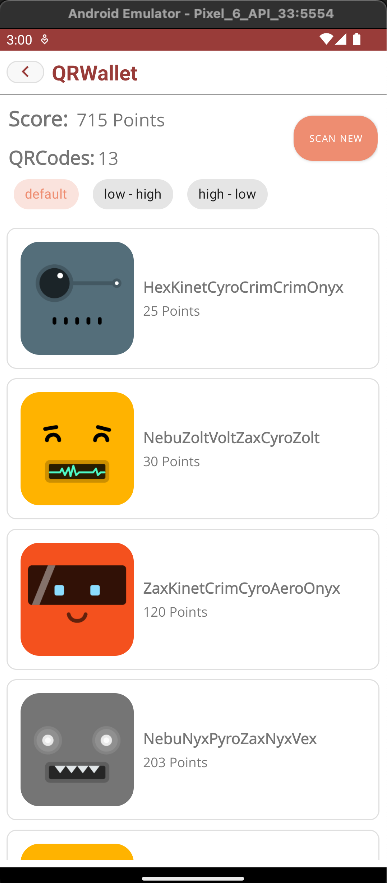 Android Emulator - Pixel_6_API_33:5554
3:00
QRWallet
Score: 715 Points
SCAN NEW
QRCodes: 13
default low - high high - low
HexKinetCyroCrimCrimOnyx
25 Points
NebuZoltVoltZaxCyroZolt
30 Points
ZaxKinetCrimCyroAeroOnyx
120 Points
NebuNyxPyroZaxNyxVex
203 Points